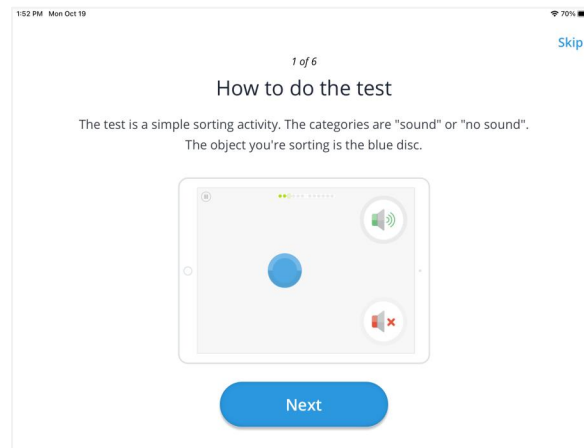 1:52 PM Mon Oct 19
70%
Skip
1 of 6
How to do the test
The test is a simple sorting activity. The categories are "sound" or "no sound".
The object you're sorting is the blue disc.
Next